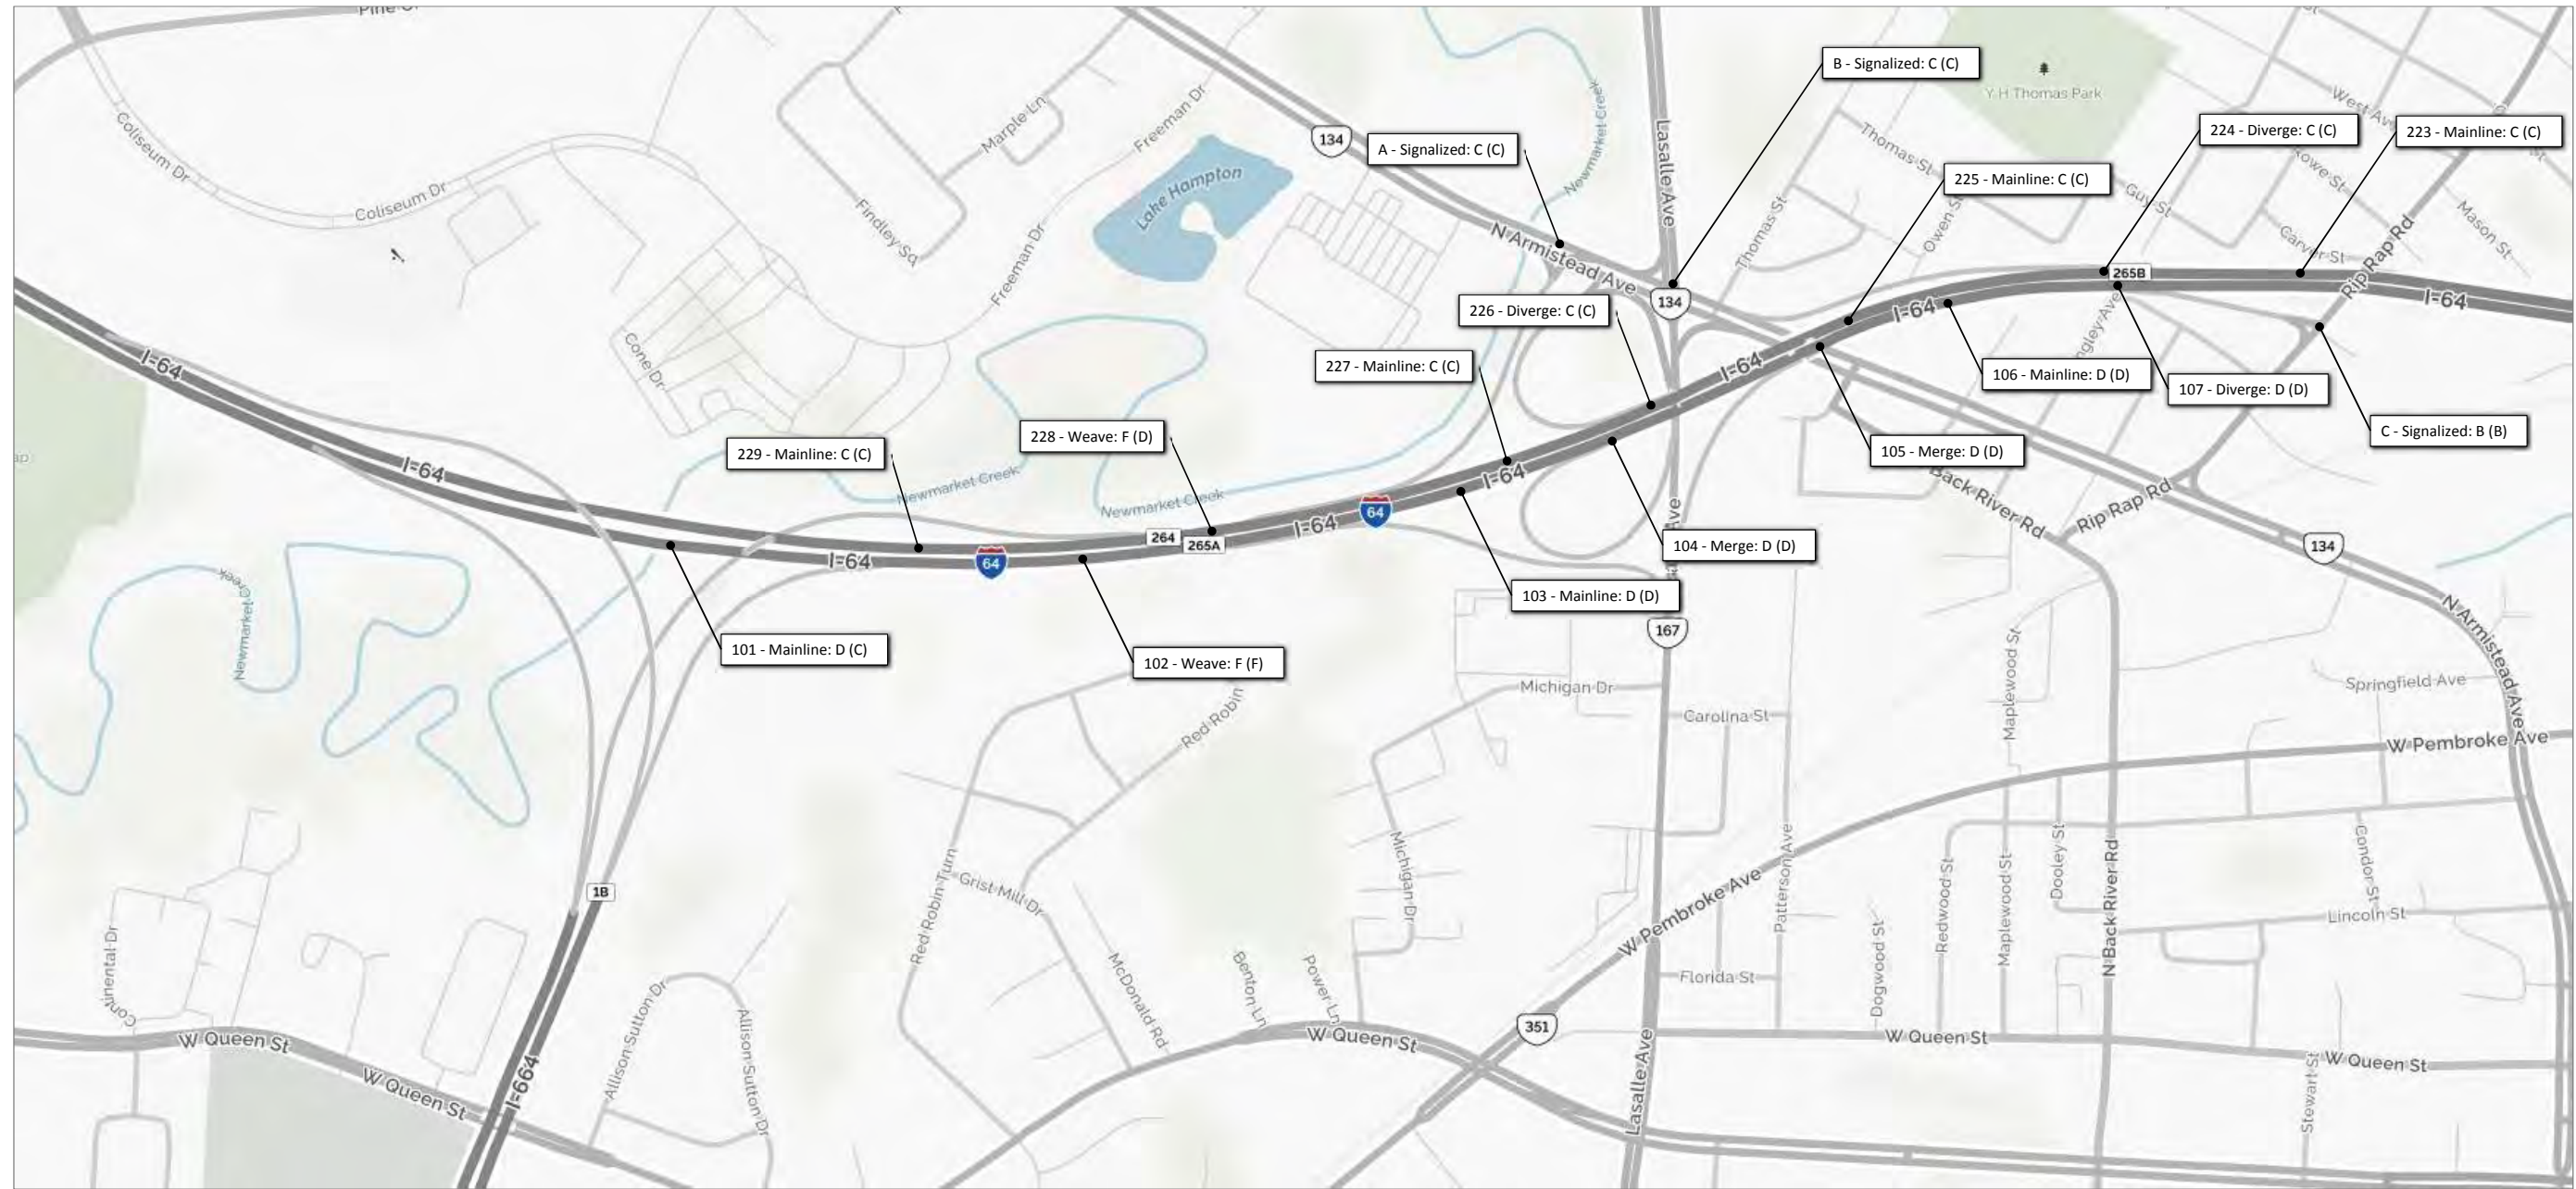 Coliseum Dr
Coliseum Dr
Findley Sq
Marple Ln
Freeman Dr
Freeman Dr
Lake Hampton
Cone Dr
134
A - Signalized: C (C)
Newmarket Creek
Lasalle Ave
N Armistead Ave
B - Signalized: C (C)
134
Y H Thomas Park
Thomas St
Thomas St
Owen St
Guy St
West Av
Rowe St
Carver St
Mason St
Rip Rap Rd
224 - Diverge: C (C)
223 - Mainline: C (C)
225 - Mainline: C (C)
265B
I-64
I-64
I-64
226 - Diverge: C (C)
227 - Mainline: C (C)
106 - Mainline: D (D)
107 - Diverge: D (D)
C - Signalized: B (B)
105 - Merge: D (D)
I-64
I-64
229 - Mainline: C (C)
228 - Weave: F (D)
Newmarket Creek
Newmarket Creek
264
265A
I-64
64
I-64
I-64
64
104 - Merge: D (D)
103 - Mainline: D (D)
101 - Mainline: D (C)
102 - Weave: F (F)
Back River Rd
Rip Rap Rd
134
N Armistead Ave
167
Newmarket Creek
Red Robin
Michigan Dr
Carolina St
Maplewood St
Springfield Ave
W Pembroke Ave
1B
Continental Dr
Red Robin Turn
Grist Mill Dr
McDonald Rd
Benton Ln
Power Ln
Michigan Dr
W Pembroke Ave
Patterson Ave
Florida St
Dogwood St
Redwood St
Maplewood St
Dooley St
N Back River Rd
Condor St
Lincoln St
W Queen St
W Queen St
I-664
Allison Sutton Dr
Allison Sutton Dr
W Queen St
351
Lasalle Ave
W Queen St
W Queen St
Stewart St